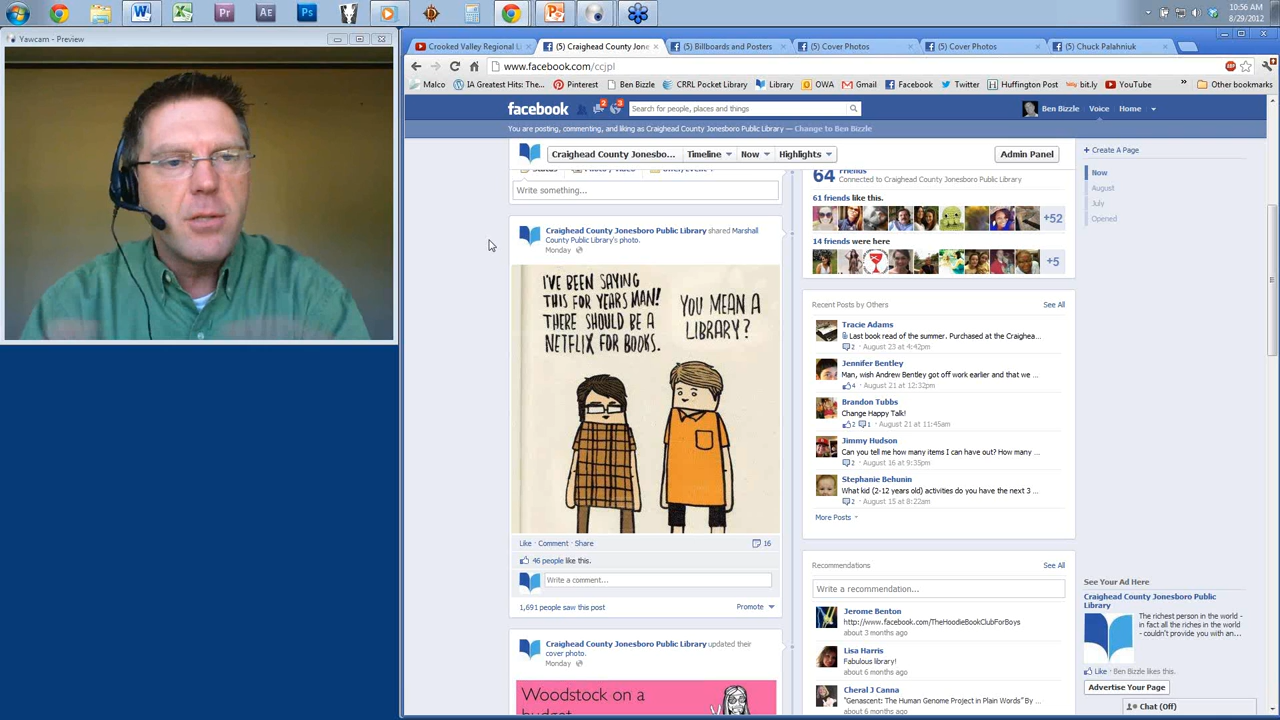 10:56 AM
8/29/2012
Yawcam - Preview
Crooked Valley Regional L
(5) Craighead County Jone
(5) Billboards and Posters
(5) Cover Photos
(5) Cover Photos
(5) Chuck Palahniuk
www.facebook.com/ccjpl
Malco
IA Greatest Hits: The...
Pinterest
Ben Bizzle
CRRL Pocket Library
Library
OWA
Gmail
Facebook
Twitter
Huffington Post
bit.ly
YouTube
Other bookmarks
facebook
2
3
Search for people, places and things
Ben Bizzle
Voice
Home
You are posting, commenting, and liking as Craighead County Jonesboro Public Library — Change to Ben Bizzle
Craighead County Jonesbo...
Timeline
Now
Highlights
Admin Panel
Create A Page
Now
August
July
Opened
Write something...
Craighead County Jonesboro Public Library shared Marshall
County Public Library's photo.
Monday
I'VE BEEN SAYING
THIS FOR YEARS MAN!
THERE SHOULD BE A
NETFLIX FOR BOOKS.
YOU MEAN A
LIBRARY?
Like · Comment · Share
16
46 people like this.
Write a comment...
1,691 people saw this post
Promote
Craighead County Jonesboro Public Library updated their
cover photo.
Monday
Woodstock on a
64 Friends
Connected to Craighead County Jonesboro Public Library
61 friends like this.
+52
14 friends were here
+5
Recent Posts by Others
See All
Tracie Adams
Last book read of the summer. Purchased at the Craighea...
2 · August 23 at 4:42pm
Jennifer Bentley
Man, wish Andrew Bentley got off work earlier and that we ...
4 · August 21 at 12:32pm
Brandon Tubbs
Change Happy Talk!
2 1 · August 21 at 11:45am
Jimmy Hudson
Can you tell me how many items I can have out? How many ...
2 · August 16 at 9:35pm
Stephanie Behunin
What kid (2-12 years old) activities do you have the next 3 ...
2 · August 15 at 8:22am
More Posts
Recommendations
See All
Write a recommendation...
Jerome Benton
http://www.facebook.com/TheHoodieBookClubForBoys
about 3 months ago
Lisa Harris
Fabulous library!
about 6 months ago
Cheral J Canna
"Genascent: The Human Genome Project in Plain Words" By ...
about 6 months ago
See Your Ad Here
Craighead County Jonesboro Public
Library
The richest person in the world -
in fact all the riches in the world
- couldn't provide you with an...
Like · Ben Bizzle likes this.
Advertise Your Page
Chat (Off)